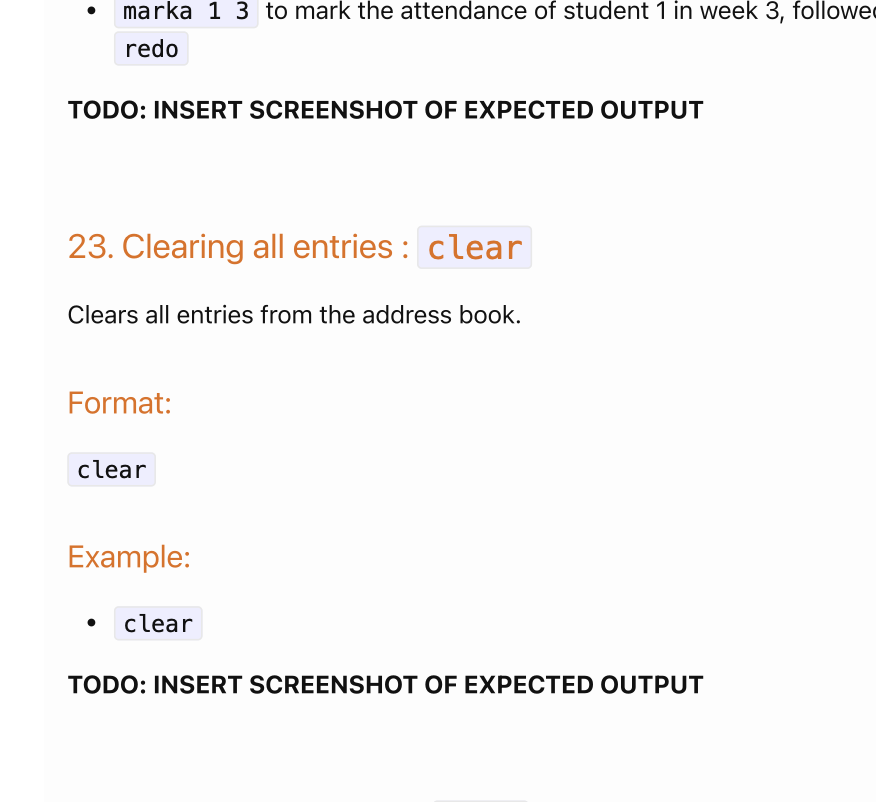 • marka 1 3 to mark the attendance of student 1 in week 3, followed
redo
TODO: INSERT SCREENSHOT OF EXPECTED OUTPUT
23. Clearing all entries : clear
Clears all entries from the address book.
Format:
clear
Example:
• clear
TODO: INSERT SCREENSHOT OF EXPECTED OUTPUT